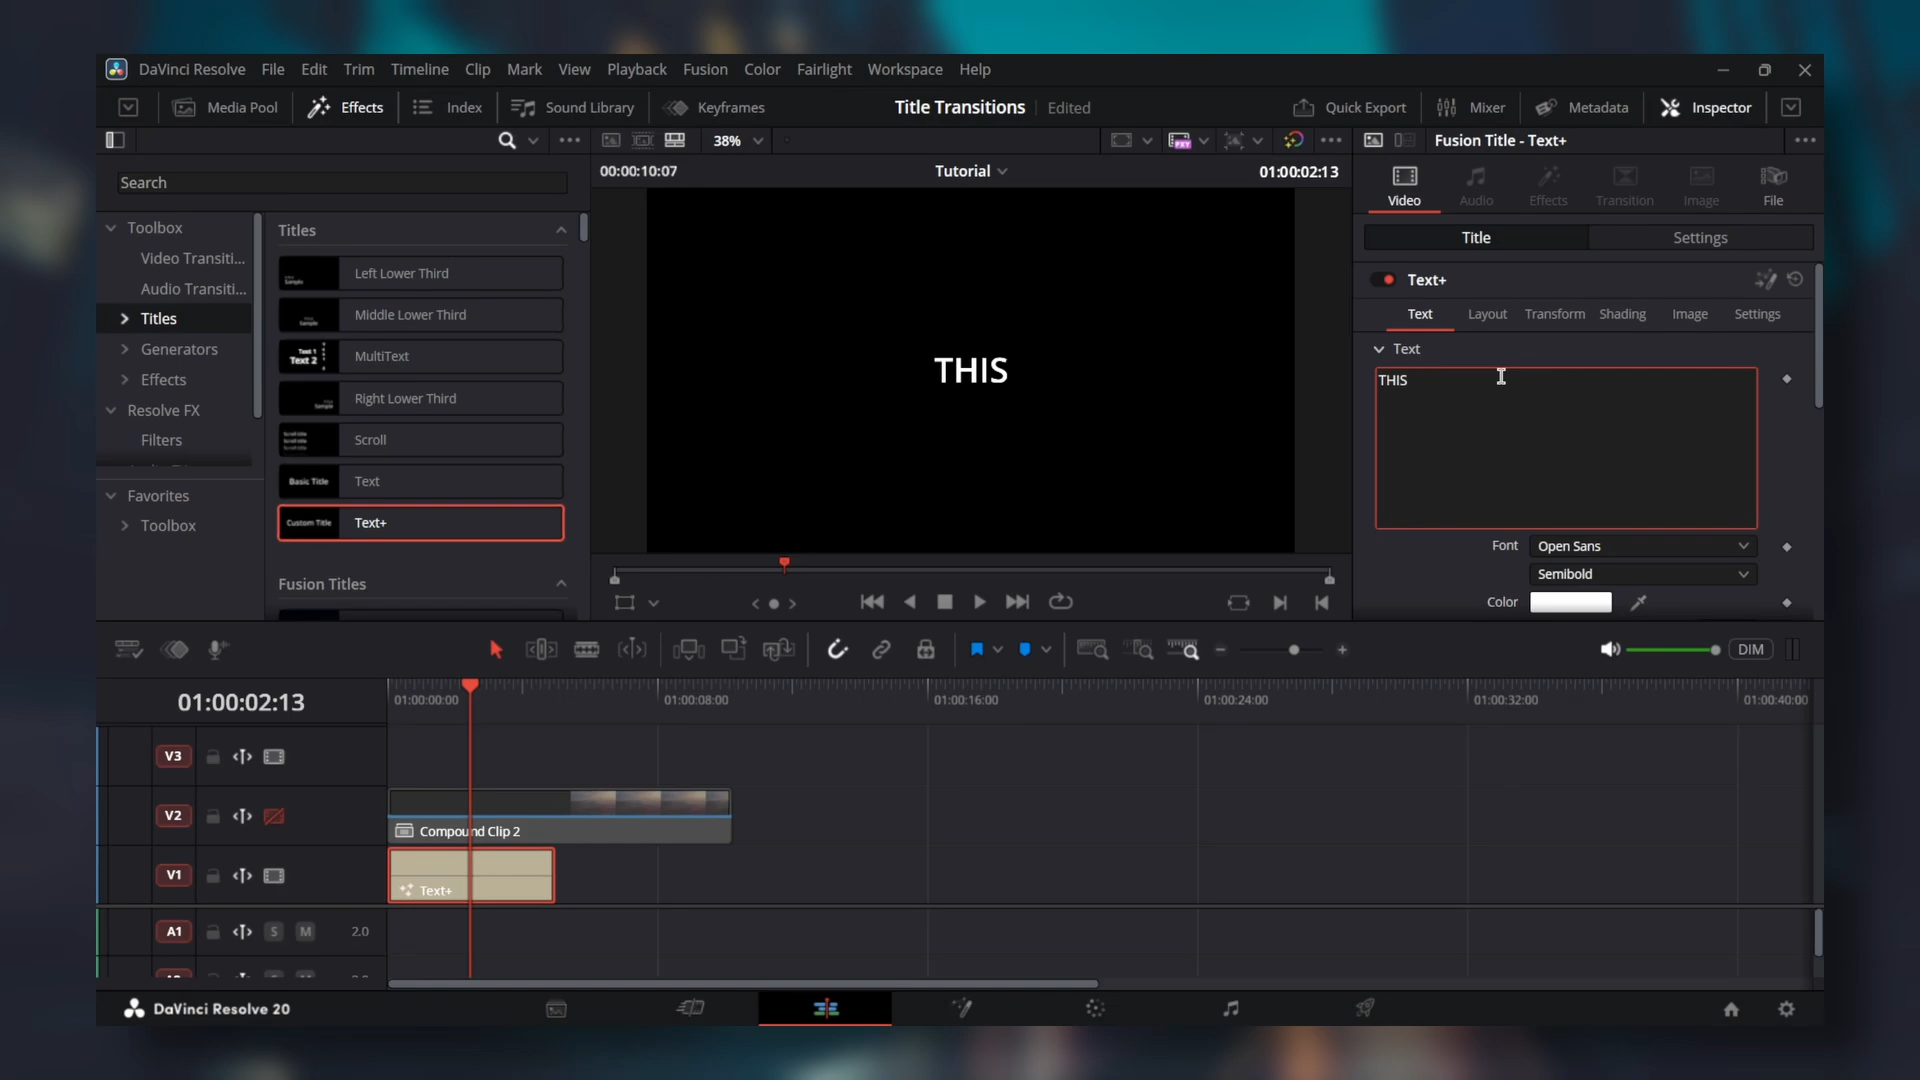 DaVinci Resolve File Edit Trim Timeline Clip Mark View Playback Fusion Color Fairlight Workspace Help
Media Pool Effects Index Sound Library Keyframes Title Transitions Edited Quick Export Mixer Metadata Inspector
38% Fusion Title - Text+
00:00:10:07 Tutorial 01:00:02:13
Search
Video Audio Effects Transition Image File
Toolbox
Video Transiti...
Audio Transiti...
Titles
Generators
Effects
Resolve FX
Filters
Favorites
Toolbox
Titles
Left Lower Third
Middle Lower Third
Text 1
Text 2
MultiText
Right Lower Third
Scroll
Basic Title Text
Custom Title Text+
Fusion Titles
THIS
Title Settings
Text+
Text Layout Transform Shading Image Settings
Text
THIS
Font Open Sans
Semibold
Color
DIM
01:00:02:13 01:00:00:00 01:00:08:00 01:00:16:00 01:00:24:00 01:00:32:00 01:00:40:00
V3
V2 Compound Clip 2
V1 Text+
A1 S M 2.0
DaVinci Resolve 20